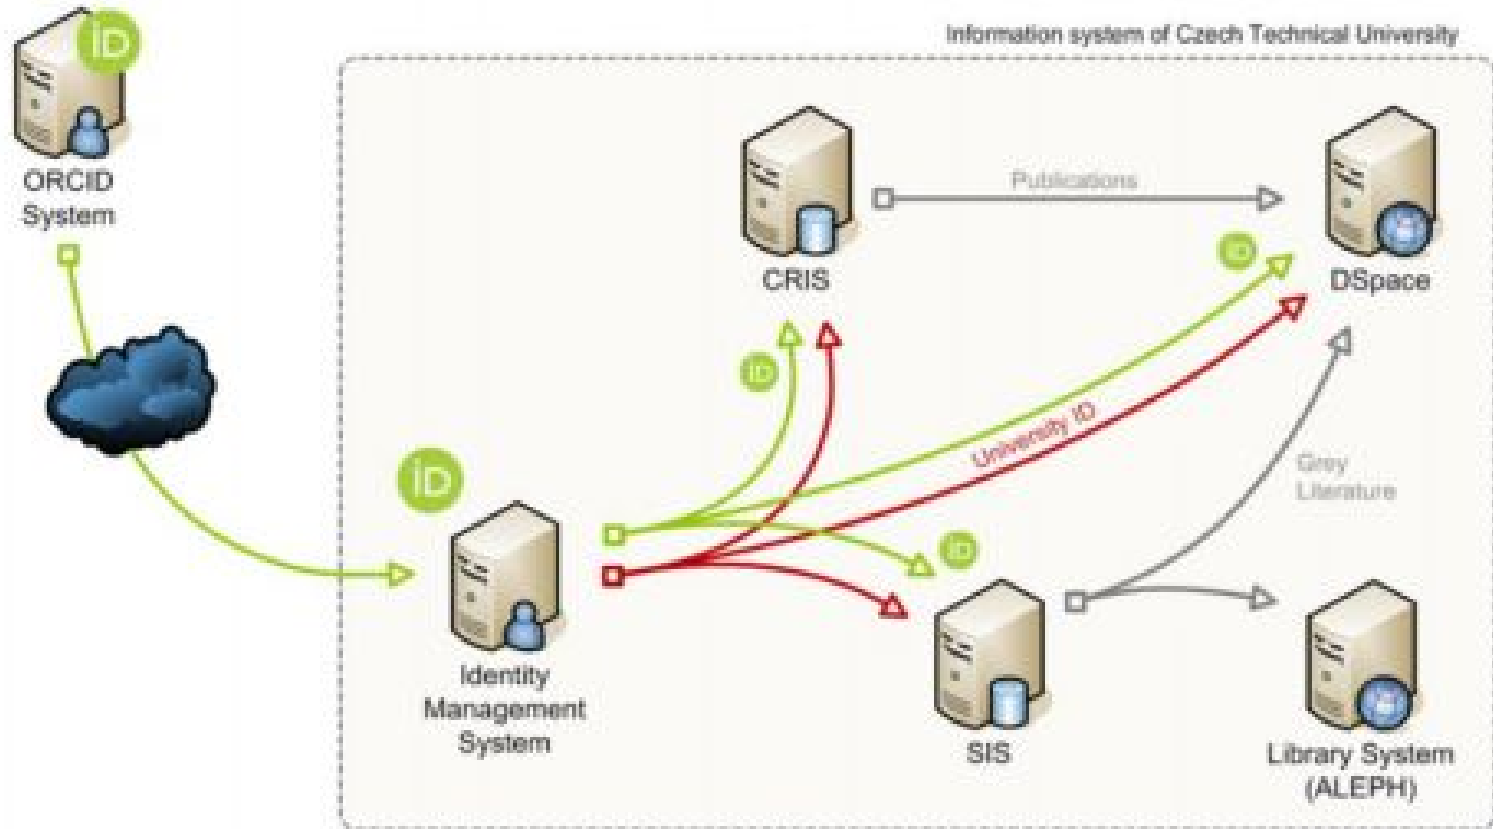 Information system of Czech Technical University
iD
ORCID
System
Publications
CRIS
iD
DSpace
iD
University ID
Grey
Literature
iD
iD
Identity
Management
System
SIS
Library System
(ALEPH)